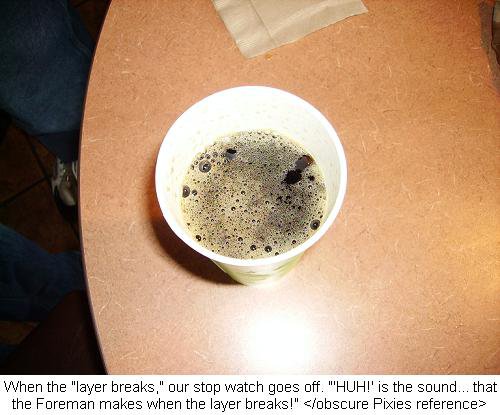 When the "layer breaks," our stop watch goes off. "'HUH!' is the sound... that
the Foreman makes when the layer breaks!" </obscure Pixies reference>